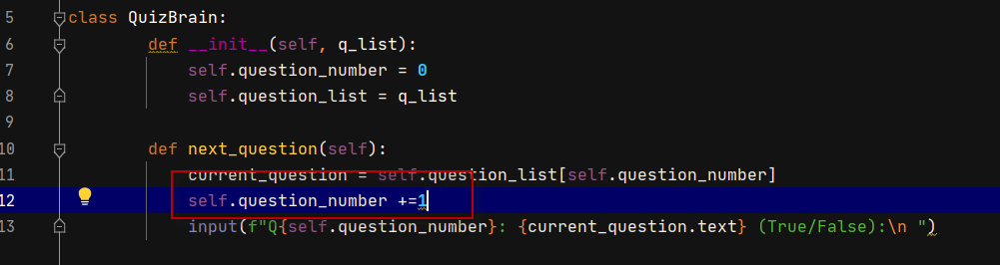 5 class QuizBrain:
6 def __init__(self, q_list):
7 self.question_number = 0
8 self.question_list = q_list
9
10 def next_question(self):
11 current_question = self.question_list[self.question_number]
12 self.question_number +=1
13 input(f"Q{self.question_number}: {current_question.text} (True/False):\n ")